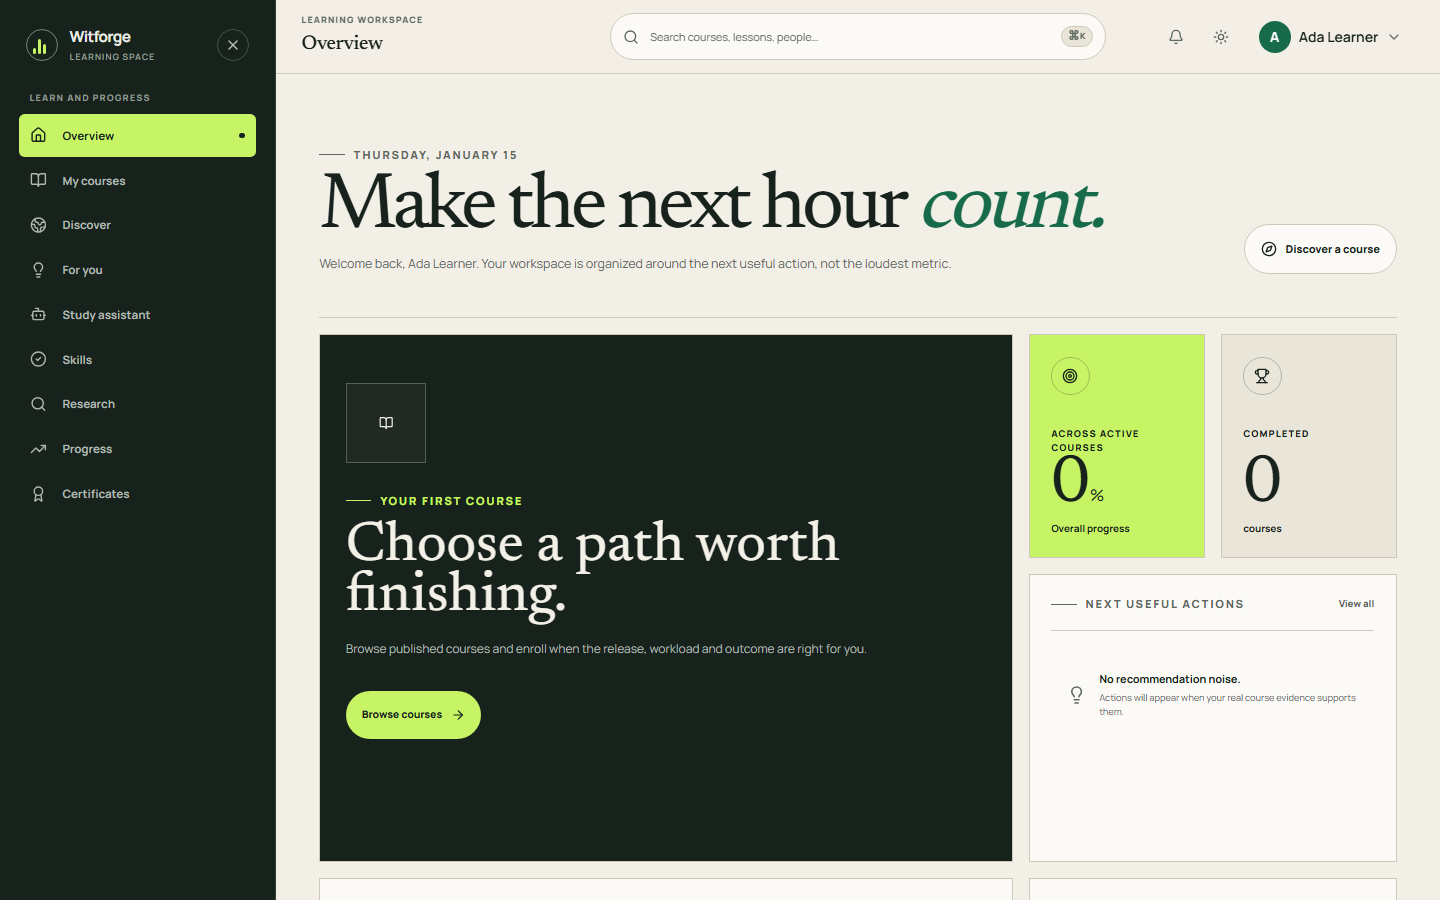 Witforge
LEARNING SPACE
LEARN AND PROGRESS
Overview
My courses
Discover
For you
Study assistant
Skills
Research
Progress
Certificates
LEARNING WORKSPACE
Overview
Search courses, lessons, people...
⌘K
A
Ada Learner
THURSDAY, JANUARY 15
Make the next hour count.
Welcome back, Ada Learner. Your workspace is organized around the next useful action, not the loudest metric.
Discover a course
YOUR FIRST COURSE
Choose a path worth
finishing.
Browse published courses and enroll when the release, workload and outcome are right for you.
Browse courses
ACROSS ACTIVE
COURSES
0%
Overall progress
COMPLETED
0
courses
NEXT USEFUL ACTIONS
View all
No recommendation noise.
Actions will appear when your real course evidence supports
them.